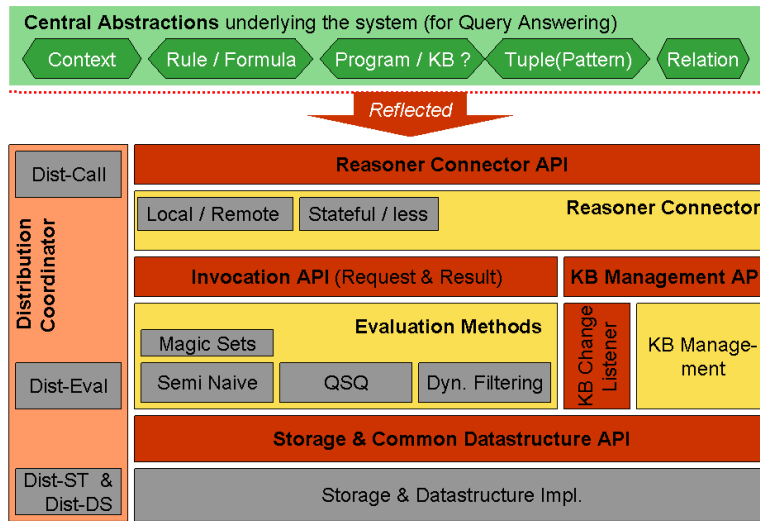 Central Abstractions underlying the system (for Query Answering)
Context
Rule / Formula
Program / KB ?
Tuple(Pattern)
Relation
Reflected
Distribution
Coordinator
Dist-Call
Dist-Eval
Dist-ST &
Dist-DS
Reasoner Connector API
Local / Remote
Stateful / less
Reasoner Connector
Invocation API (Request & Result)
KB Management AP
Evaluation Methods
Magic Sets
Semi Naive
QSQ
Dyn. Filtering
KB Change
Listener
KB Manage-
ment
Storage & Common Datastructure API
Storage & Datastructure Impl.